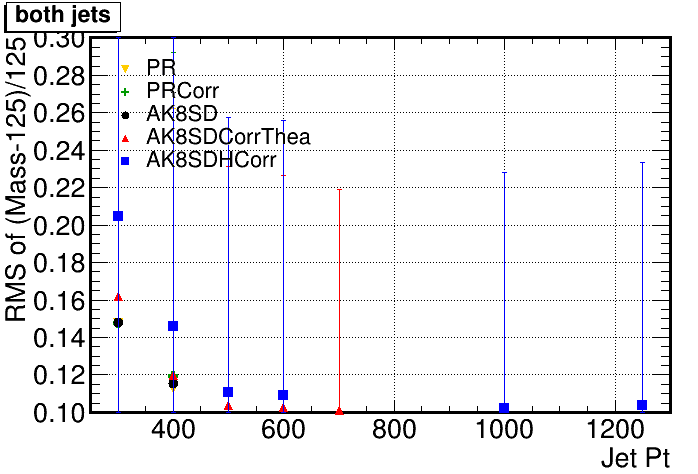 both jets
RMS of (Mass-125)/125
0.30
0.28
0.26
0.24
0.22
0.20
0.18
0.16
0.14
0.12
0.10
PR
PRCorr
AK8SD
AK8SDCorrThea
AK8SDHCorr
400 600 800 1000 1200
Jet Pt